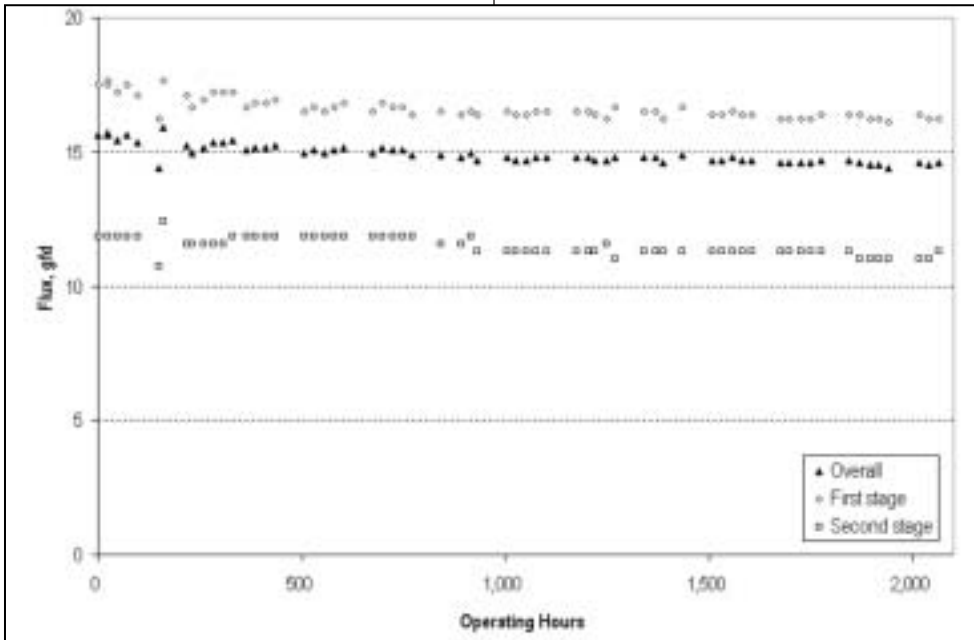 20
15
10
5
0
Flux, gfd
0 500 1,000 1,500 2,000
Operating Hours
Overall
First stage
Second stage